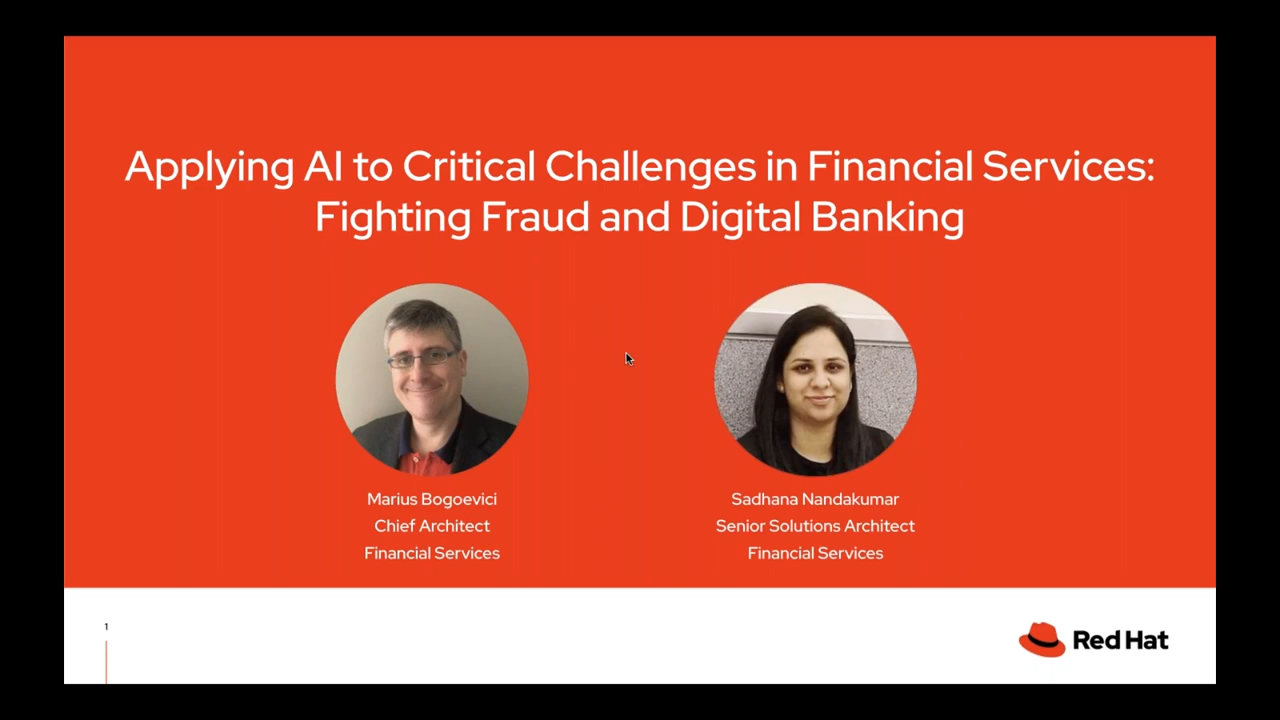 Applying AI to Critical Challenges in Financial Services:
Fighting Fraud and Digital Banking
Marius Bogoevici
Chief Architect
Financial Services
Sadhana Nandakumar
Senior Solutions Architect
Financial Services
1
Red Hat